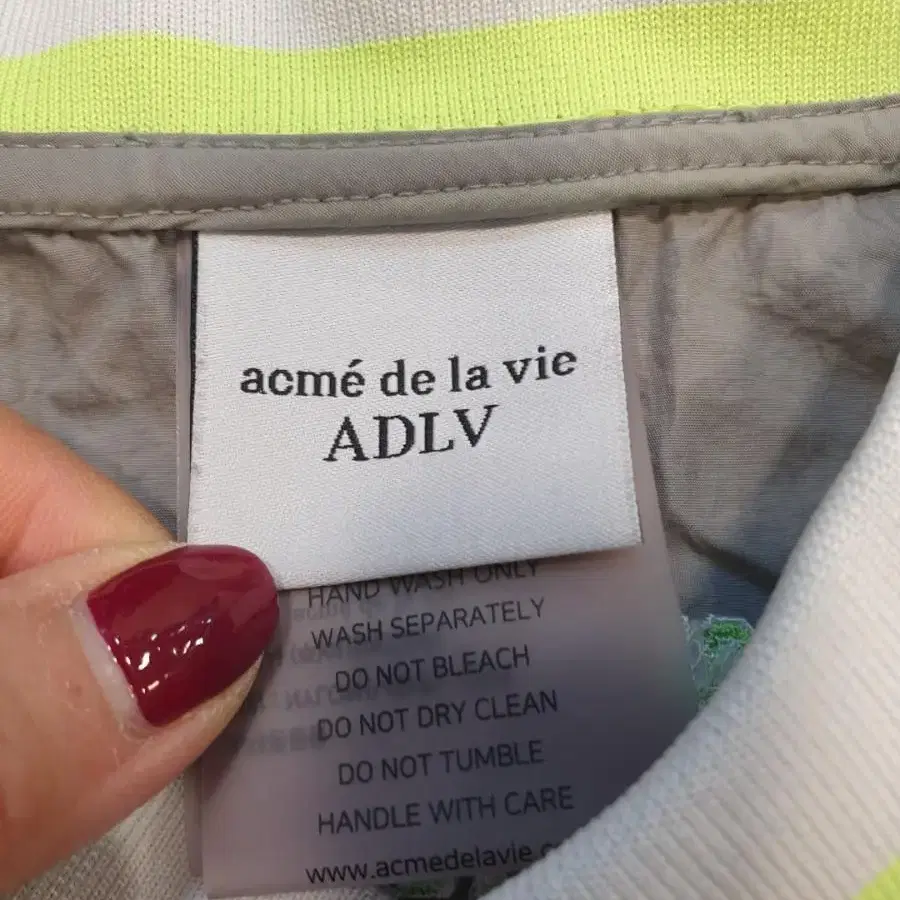 acmé de la vie
ADLV
HAND WASH ONLY
WASH SEPARATELY
DO NOT BLEACH
DO NOT DRY CLEAN
DO NOT TUMBLE
HANDLE WITH CARE
www.acmedelavie.c